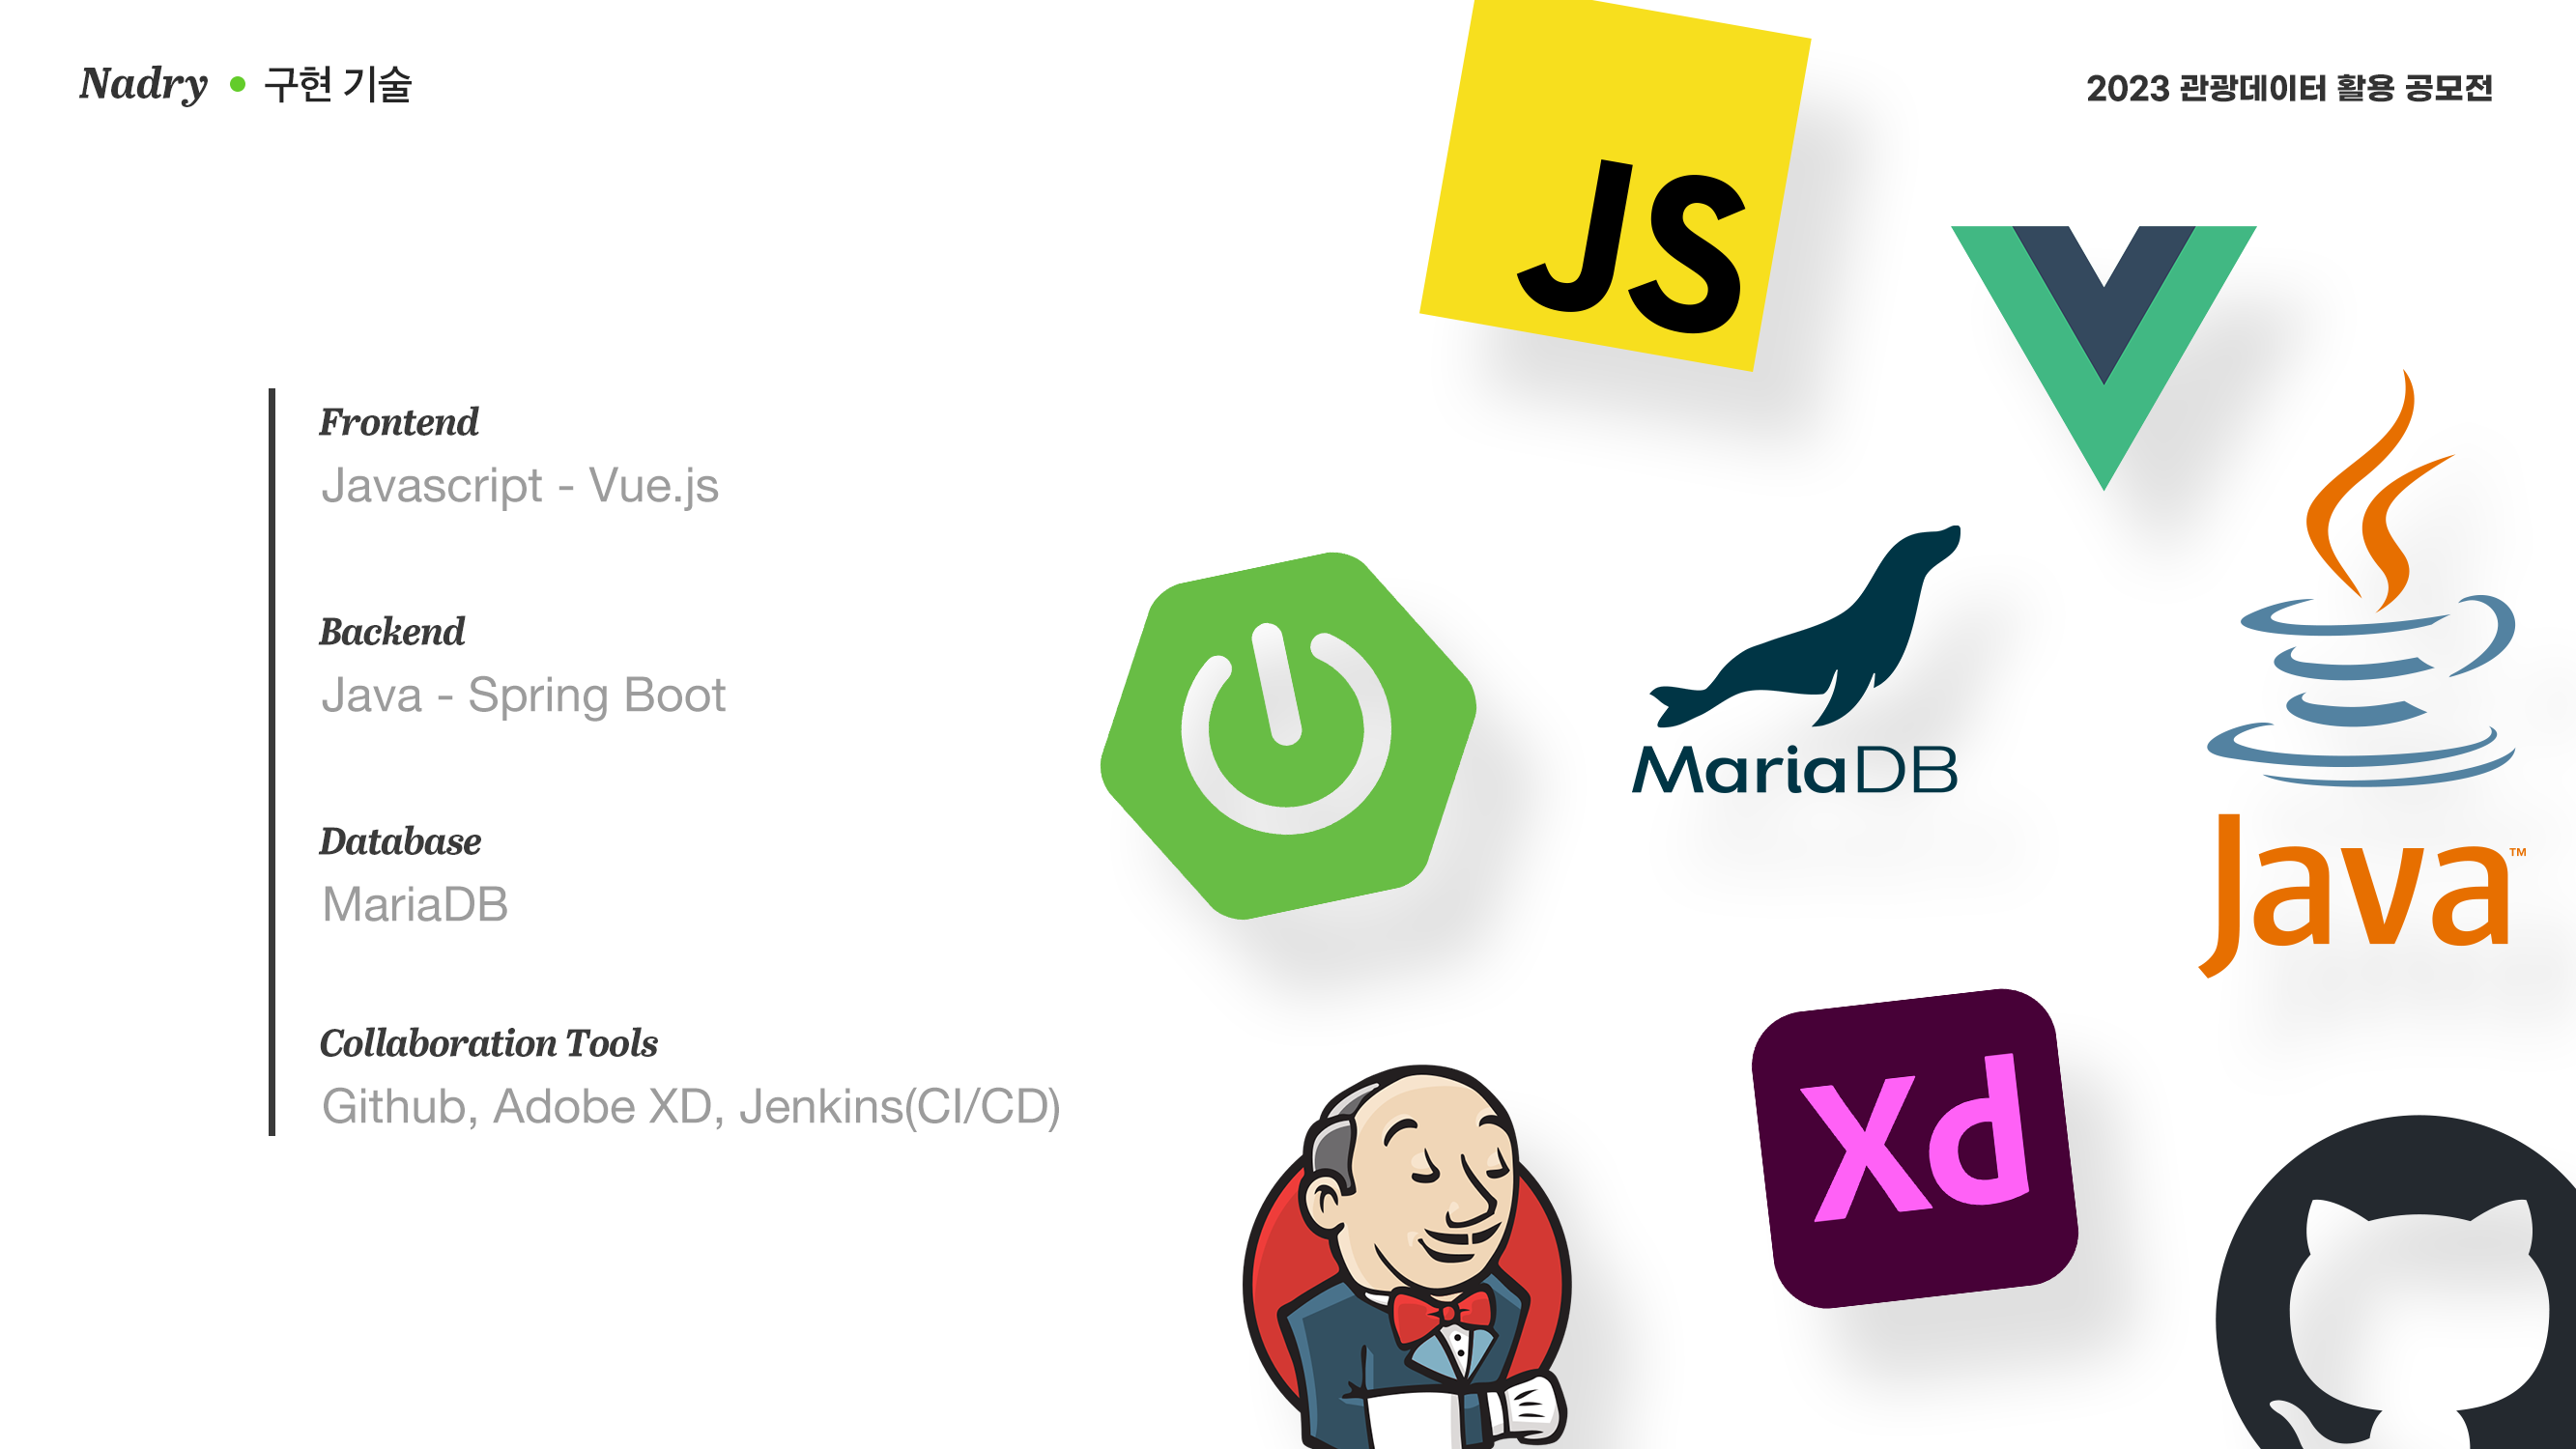 Nadry • 구현 기술
2023 관광데이터 활용 공모전
Frontend
Javascript - Vue.js
Backend
Java - Spring Boot
Database
MariaDB
Collaboration Tools
Github, Adobe XD, Jenkins(CI/CD)
JS
MariaDB
Java™
Xd